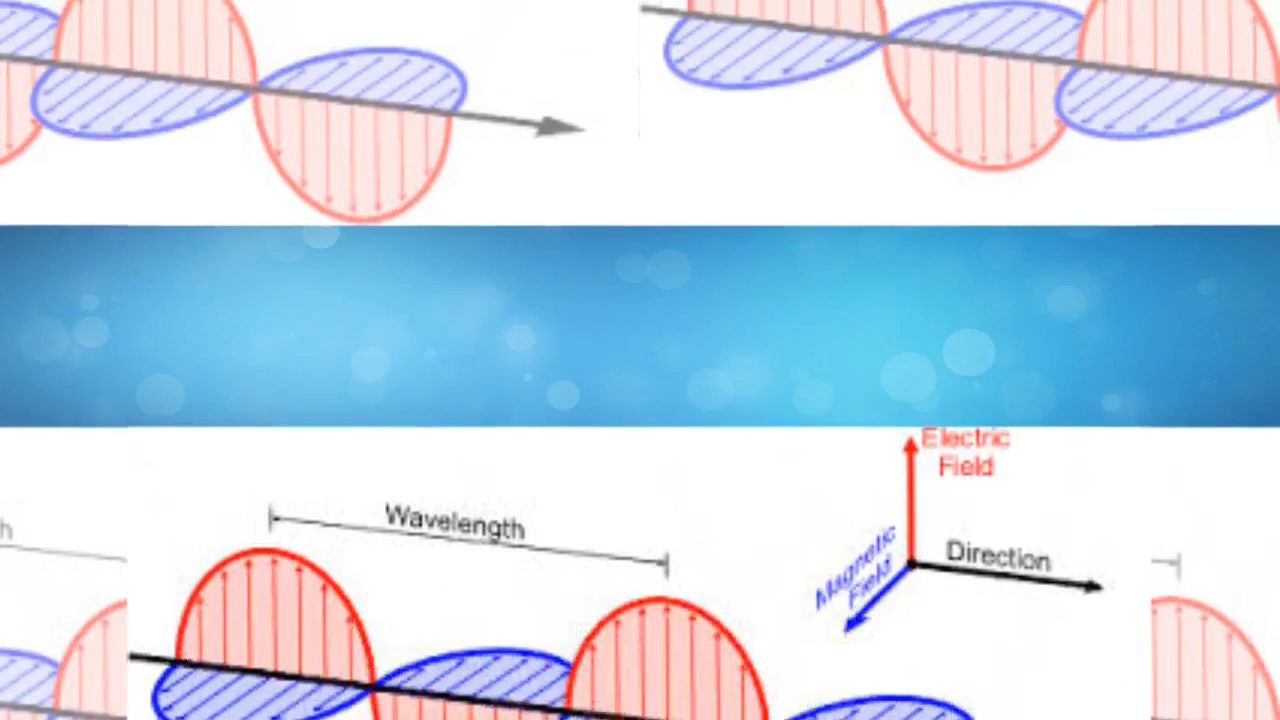 Electric
Field
Wavelength
Magnetic
Field
Direction
h